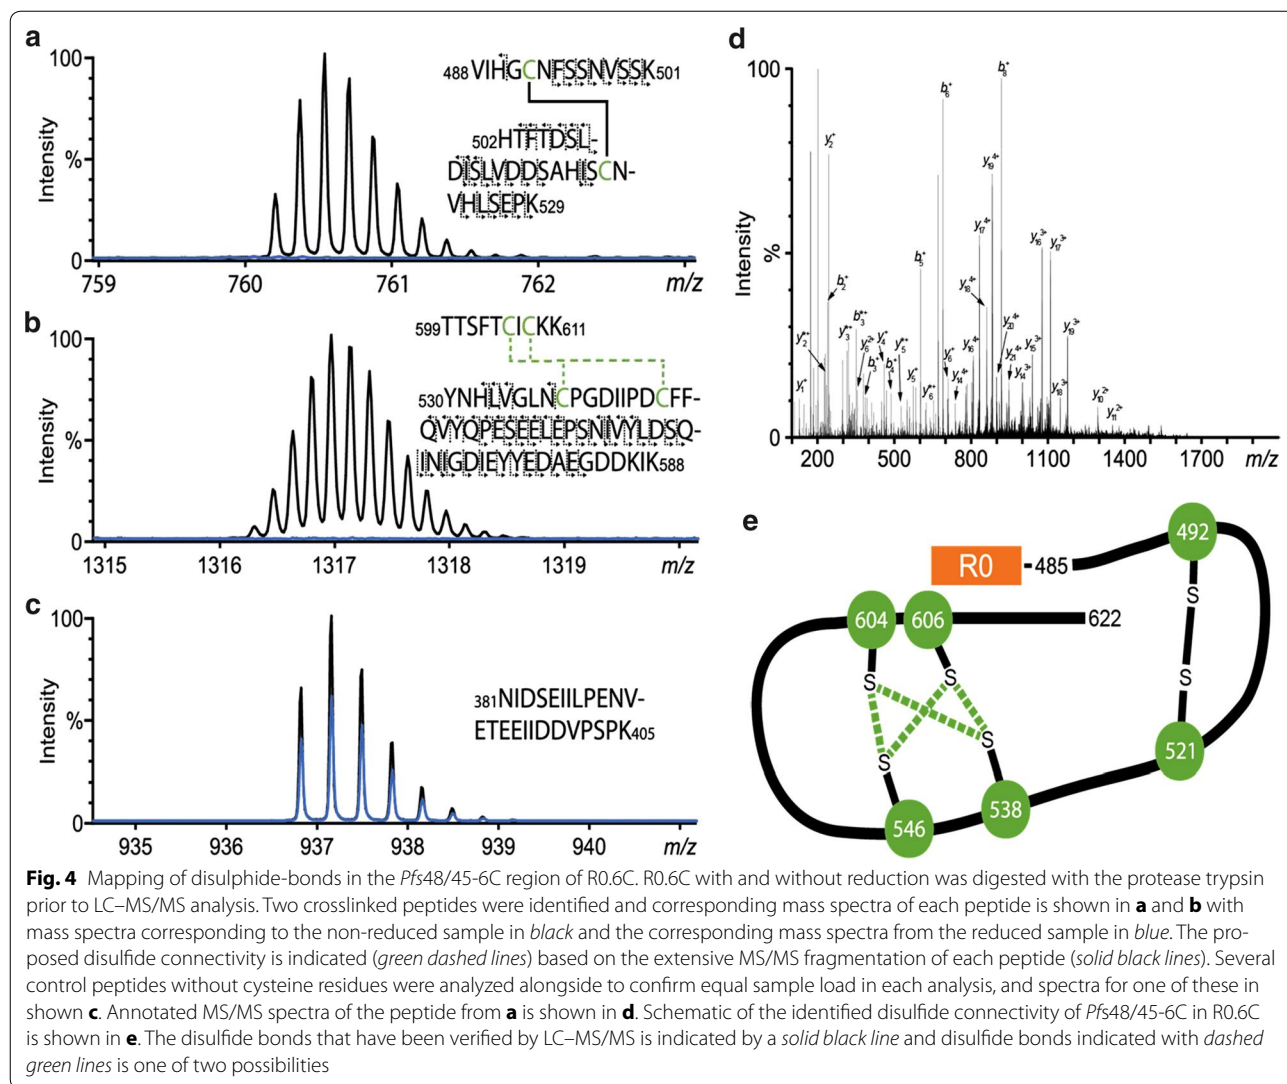 a
100
Intensity
%
0
759
760
761
762
m/z
488VIHGCNFSSNVSSK501
502HTFTDSL-
DISLVDDSAHISCN-
VHLSEPK529
b
100
Intensity
%
0
1315
1316
1317
1318
1319
m/z
599TTSFTCICKK611
530YNHLVGLNCPGDIIPDCFF-
QVYQPESEELEPSNIVYLDSQ-
INIGDIEYYEDAEGDDKIK588
c
100
Intensity
%
0
935
936
937
938
939
940
m/z
381NIDSEIILPENV-
ETEEIIDDVPSPK405
d
100
Intensity
%
0
200
500
800
1100
1400
1700
m/z
e
R0
-485
492
604
606
622
S
S
S
S
S
S
521
538
546
Fig. 4 Mapping of disulphide-bonds in the Pfs48/45-6C region of R0.6C. R0.6C with and without reduction was digested with the protease trypsin
prior to LC–MS/MS analysis. Two crosslinked peptides were identified and corresponding mass spectra of each peptide is shown in a and b with
mass spectra corresponding to the non-reduced sample in black and the corresponding mass spectra from the reduced sample in blue. The pro-
posed disulfide connectivity is indicated (green dashed lines) based on the extensive MS/MS fragmentation of each peptide (solid black lines). Several
control peptides without cysteine residues were analyzed alongside to confirm equal sample load in each analysis, and spectra for one of these in
shown c. Annotated MS/MS spectra of the peptide from a is shown in d. Schematic of the identified disulfide connectivity of Pfs48/45-6C in R0.6C
is shown in e. The disulfide bonds that have been verified by LC–MS/MS is indicated by a solid black line and disulfide bonds indicated with dashed
green lines is one of two possibilities